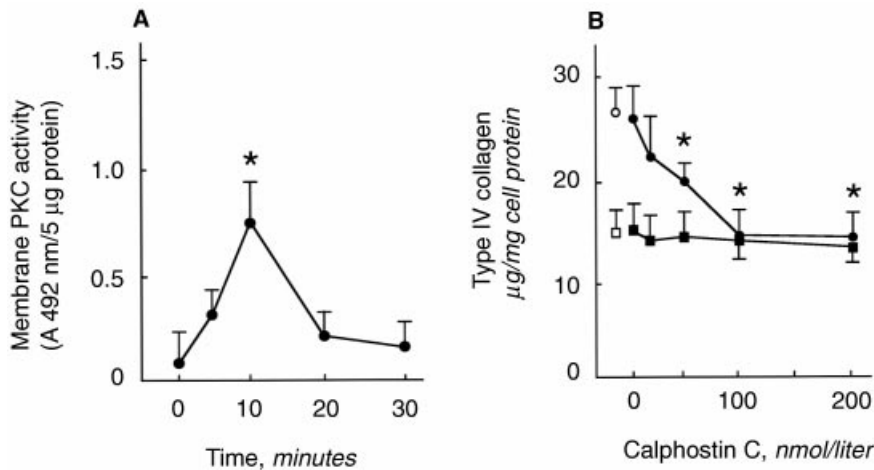 A
Membrane PKC activity
(A 492 nm/5 μg protein)
1.5
1.0
0.5
0
*
0 10 20 30
Time, minutes
B
Type IV collagen
μg/mg cell protein
30
20
10
0
* * *
0 100 200
Calphostin C, nmol/liter